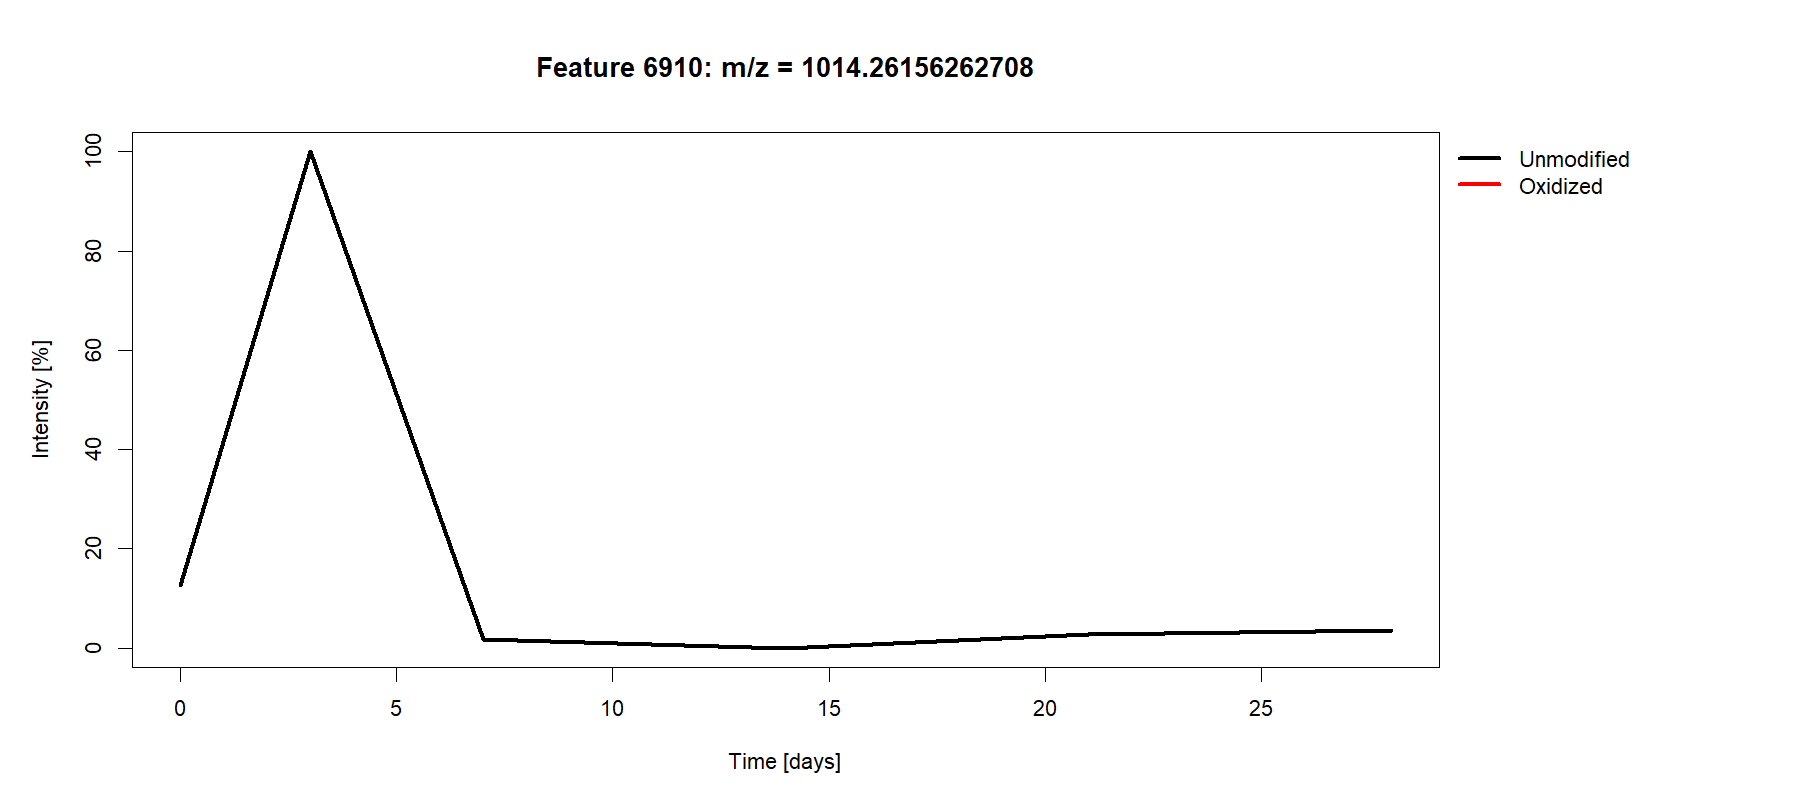 Feature 6910: m/z = 1014.26156262708
Unmodified
Oxidized
Intensity [%]
100
80
60
40
20
0
0 5 10 15 20 25
Time [days]